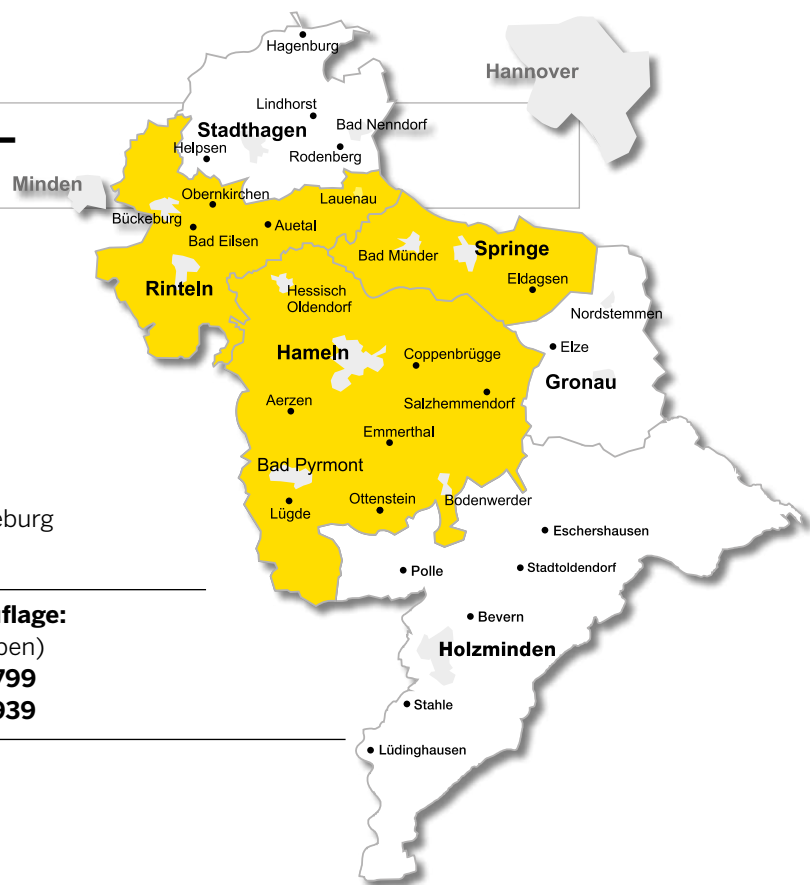 Hagenburg
Hannover
Lindhorst
Stadthagen
Bad Nenndorf
Helpsen
Rodenberg
Minden
Obernkirchen
Lauenau
Bückeburg
Auetal
Bad Eilsen
Bad Münder
Springe
Rinteln
Eldagsen
Hessisch
Oldendorf
Nordstemmen
Hameln
Coppenbrügge
Elze
Gronau
Aerzen
Salzhemmendorf
Emmerthal
Bad Pyrmont
Ottenstein
Bodenwerder
Lügde
eburg
Eschershausen
Polle
Stadtoldendorf
flage:
Bevern
ben)
Holzminden
799
939
Stahle
Lüdinghausen